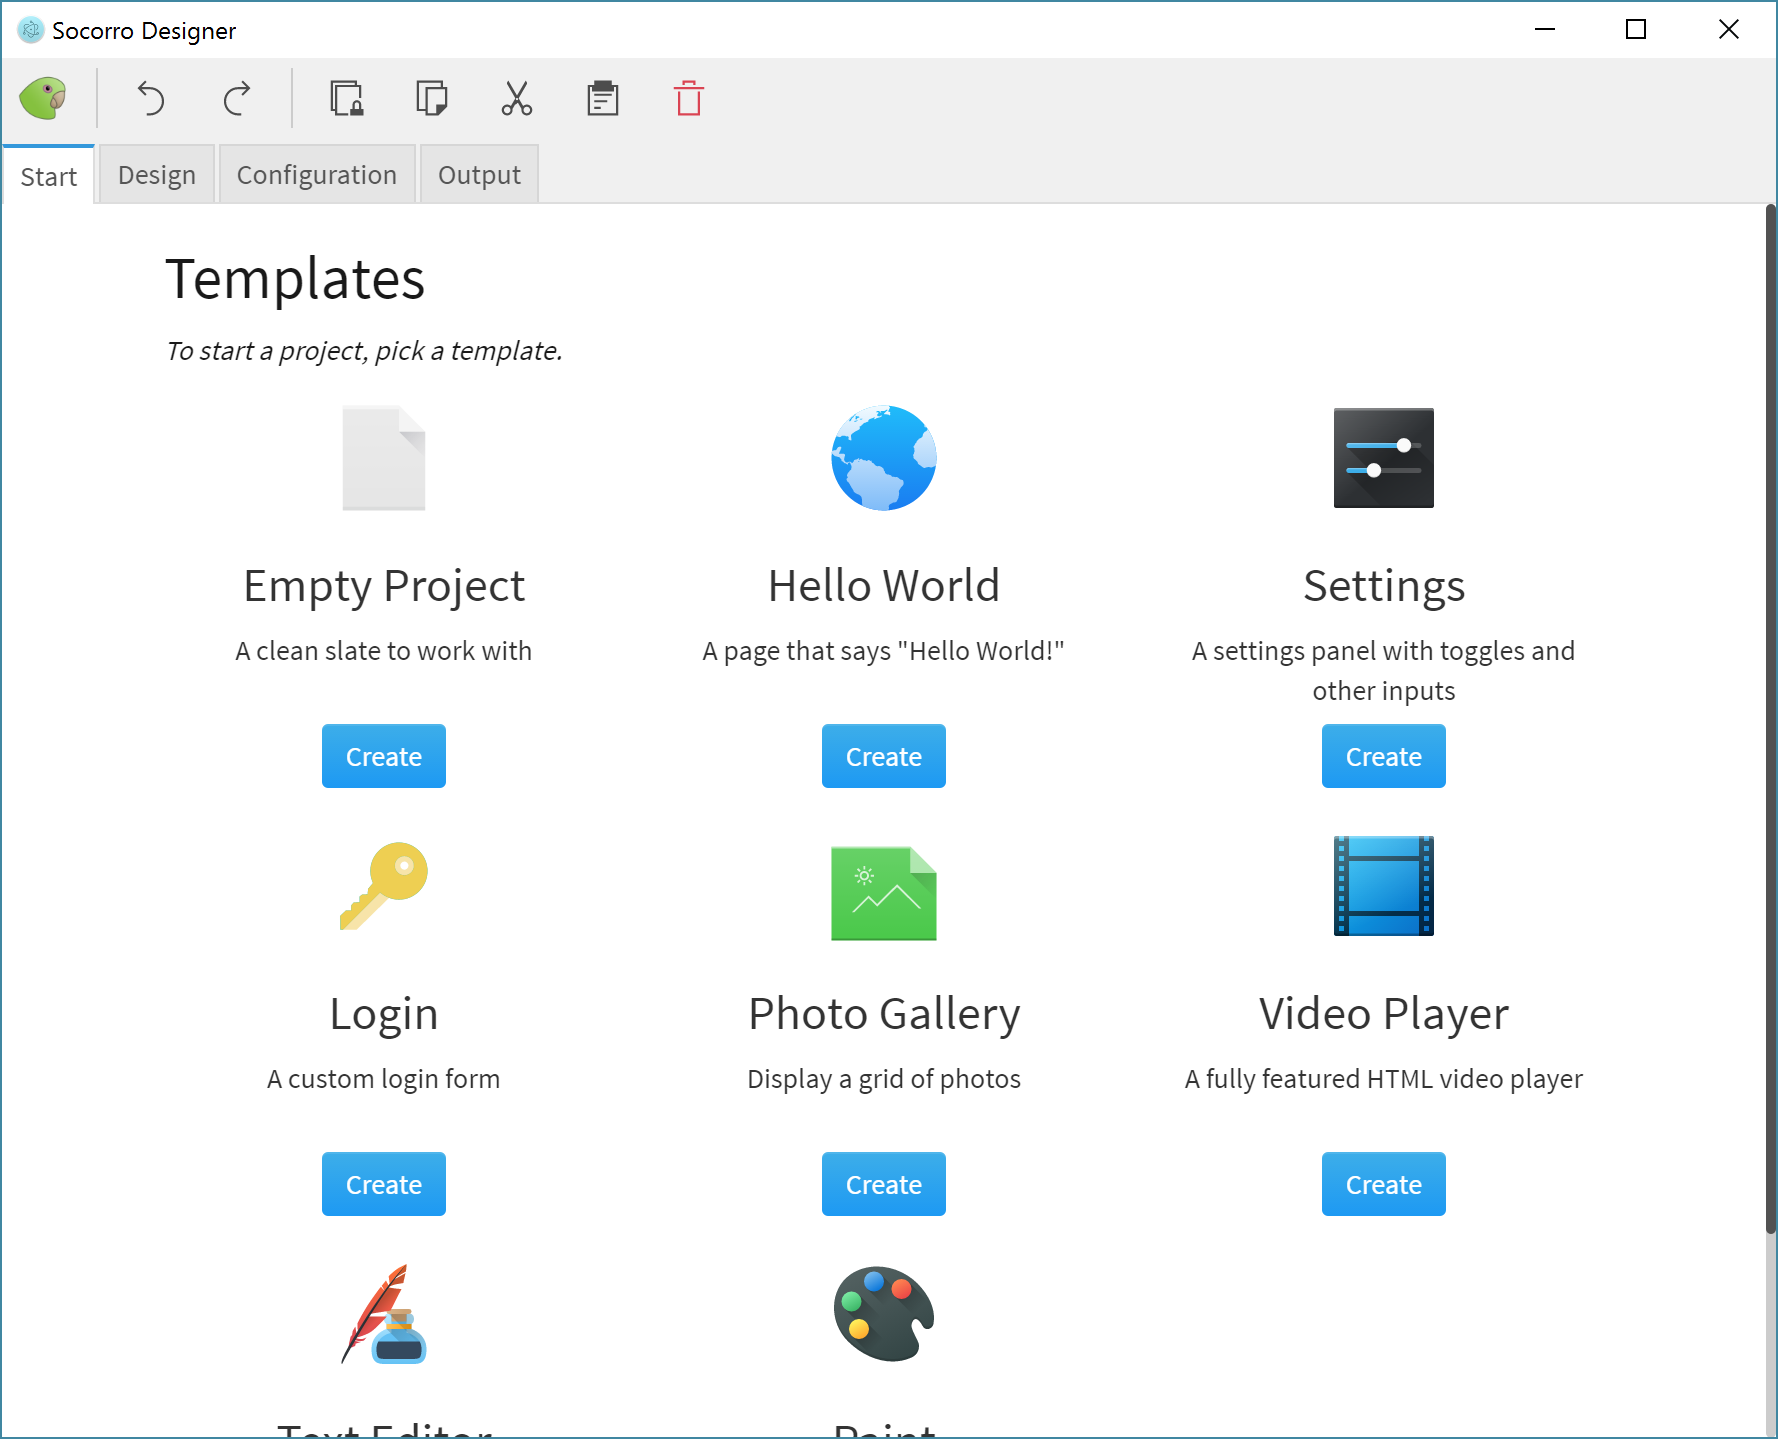 Socorro Designer
Start
Design
Configuration
Output
Templates
To start a project, pick a template.
Empty Project
Hello World
Settings
A clean slate to work with
A page that says "Hello World!"
A settings panel with toggles and
other inputs
Create
Create
Create
Login
Photo Gallery
Video Player
A custom login form
Display a grid of photos
A fully featured HTML video player
Create
Create
Create
Text Editor
Paint